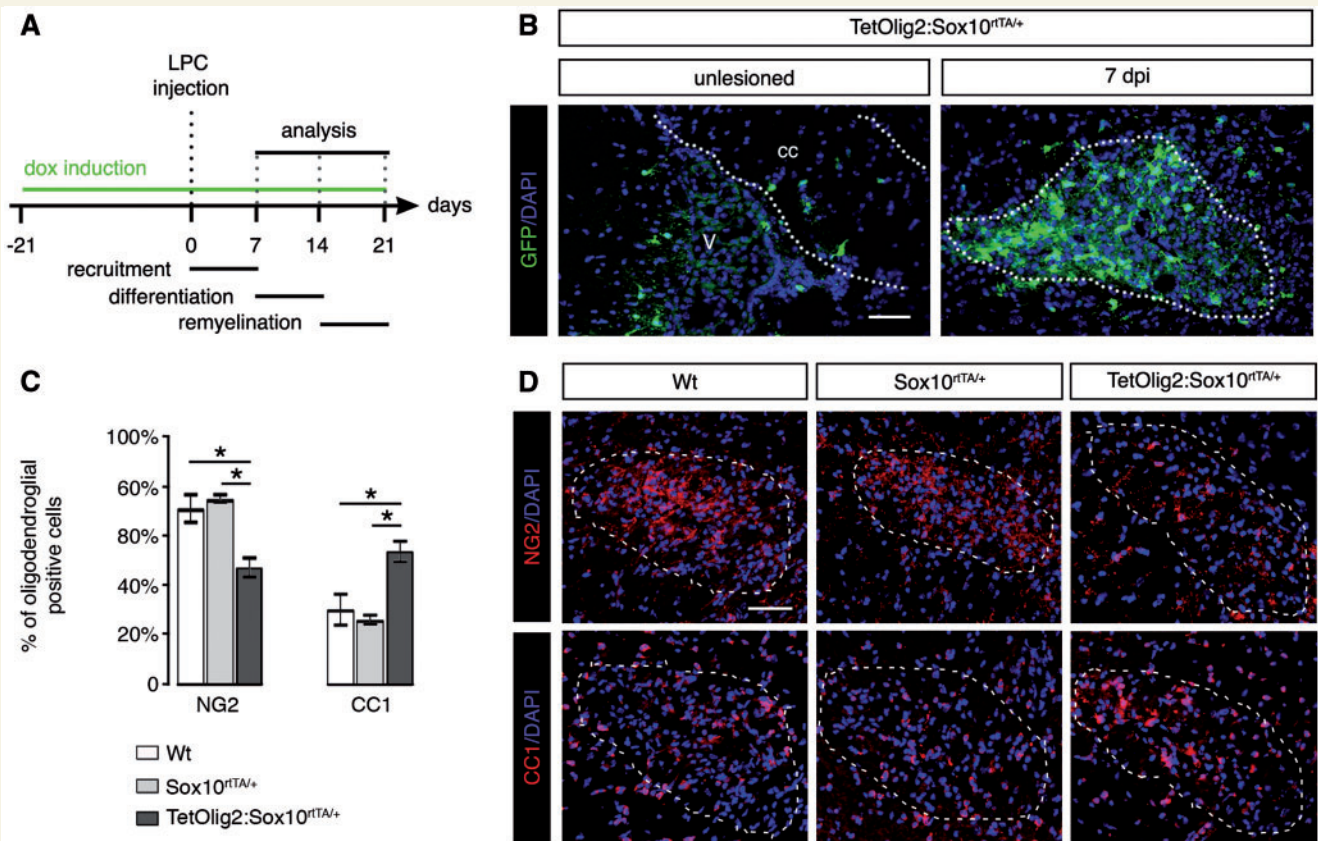 A
LPC
injection
analysis
dox induction
days
-21
0
7
14
21
recruitment
differentiation
remyelination
B
TetOlig2:Sox10rtTA/+
unlesioned
7 dpi
GFP/DAPI
cc
V
C
% of oligodendroglial
positive cells
100%
60%
80%
40%
20%
0
*
*
*
*
NG2
CC1
Wt
Sox10rtTA/+
TetOlig2:Sox10rtTA/+
D
Wt
Sox10rtTA/+
TetOlig2:Sox10rtTA/+
NG2/DAPI
CC1/DAPI